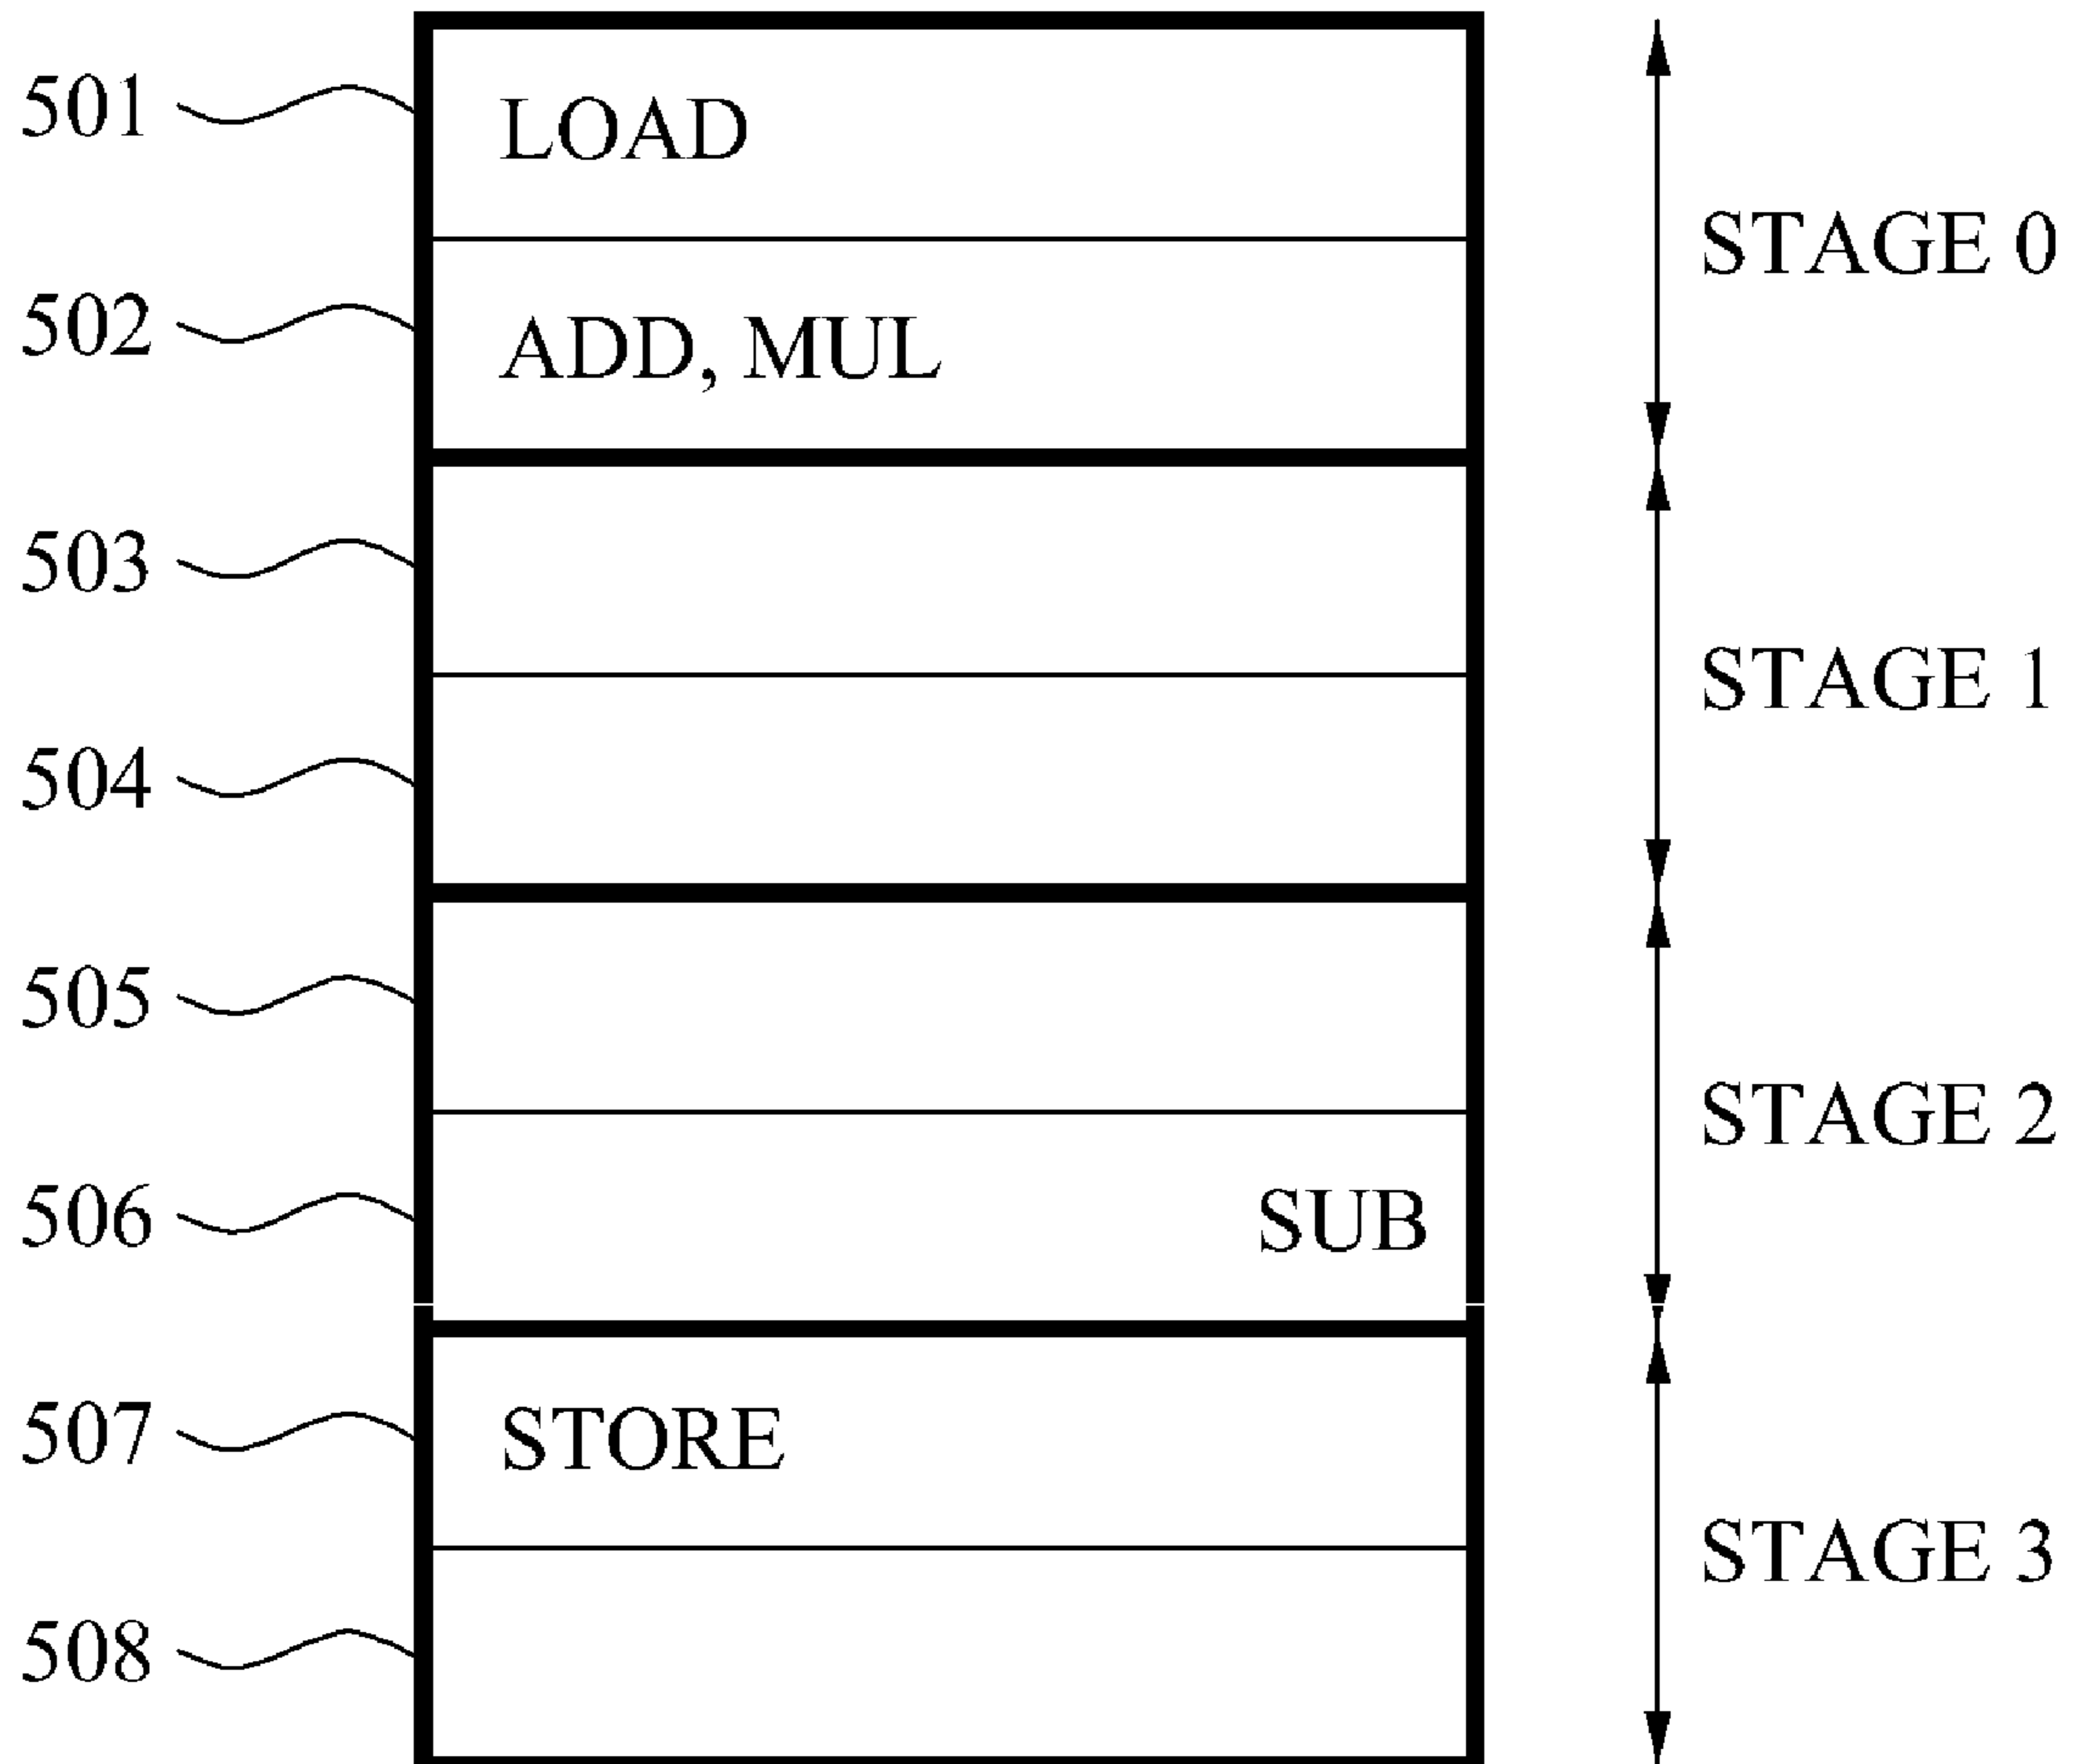 501 LOAD
STAGE 0
502 ADD, MUL
503
STAGE 1
504
505
STAGE 2
506 SUB
507 STORE
STAGE 3
508